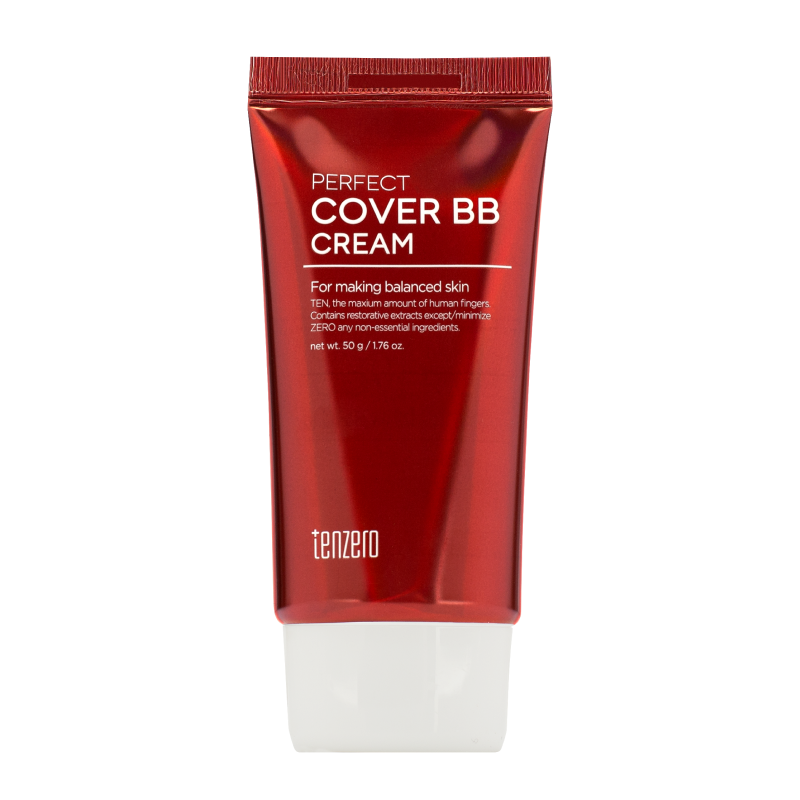 PERFECT
COVER BB
CREAM
For making balanced skin
TEN, the maxium amount of human fingers.
Contains restorative extracts except/minimize
ZERO any non-essential ingredients.
net wt. 50 g / 1.76 oz.
tenzero